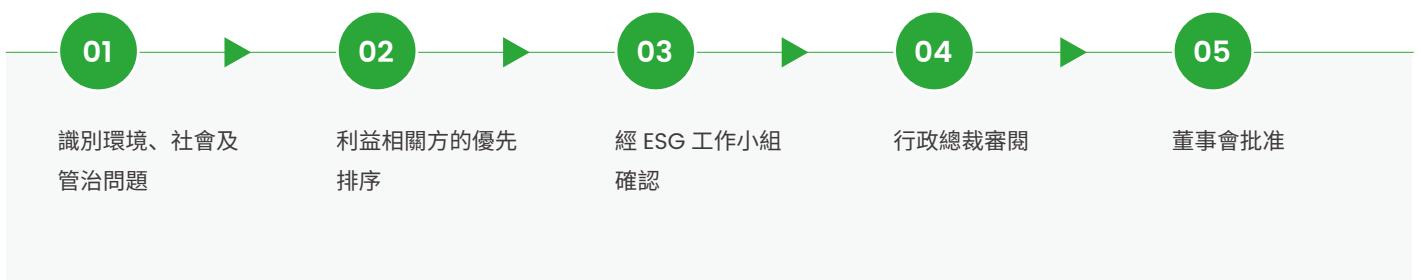 01
識別環境、社會及
管治問題
02
利益相關方的優先
排序
03
經 ESG 工作小組
確認
04
行政總裁審閱
05
董事會批准